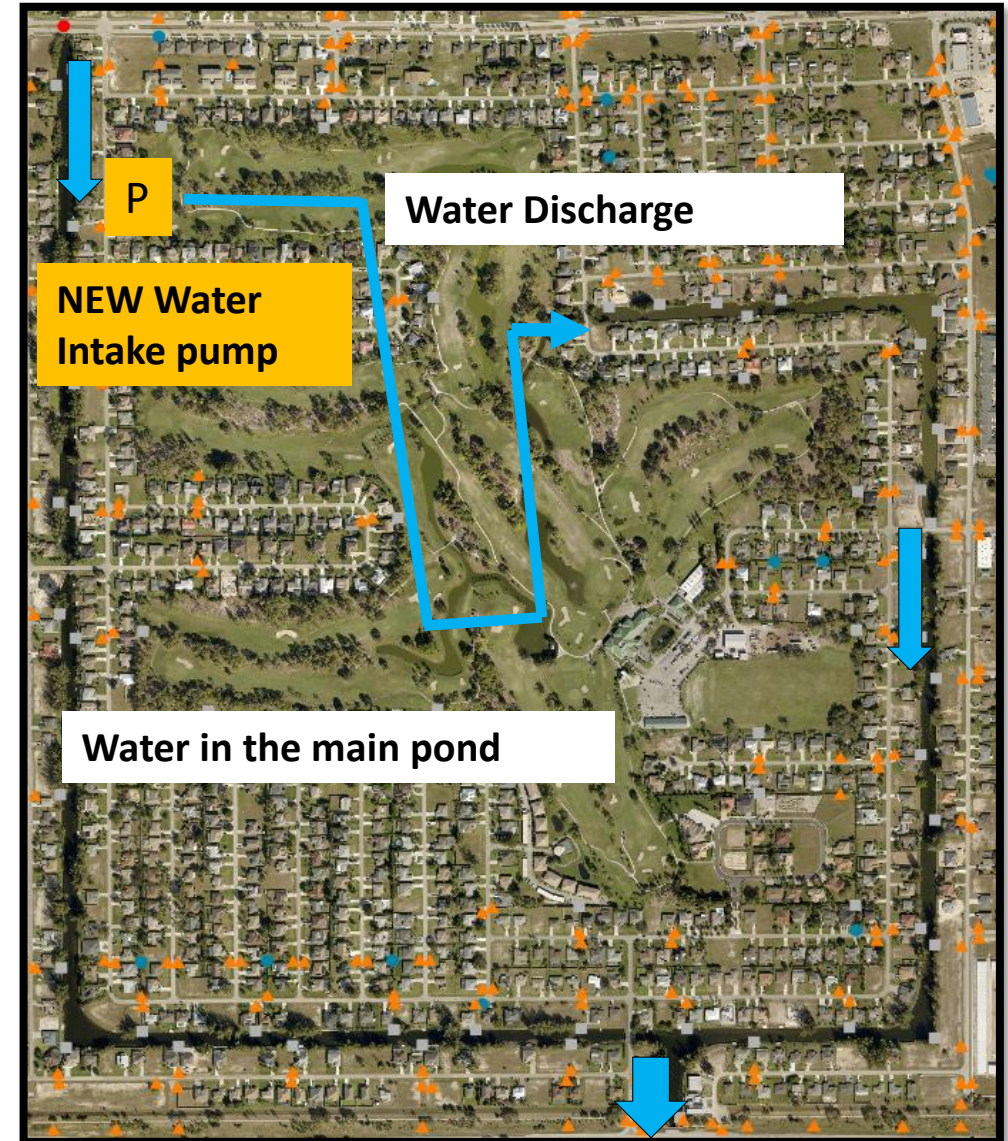 P
Water Discharge
NEW Water
Intake pump
Water in the main pond